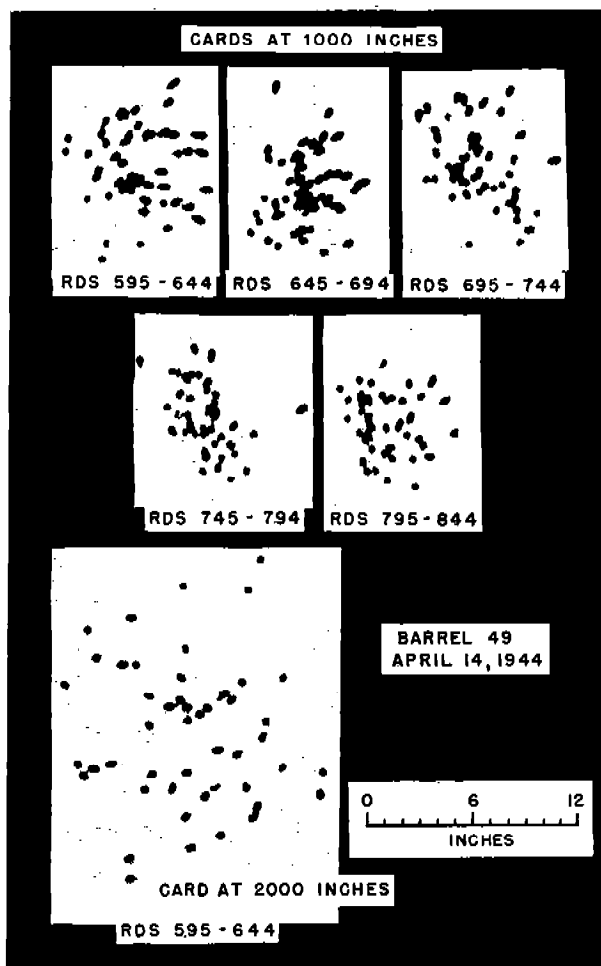 CARDS AT 1000 INCHES
RDS 595-644
RDS 645-694
RDS 695-744
RDS 745-794
RDS 795-844
BARREL 49
APRIL 14, 1944
0 6 12
INCHES
CARD AT 2000 INCHES
RDS 595-644